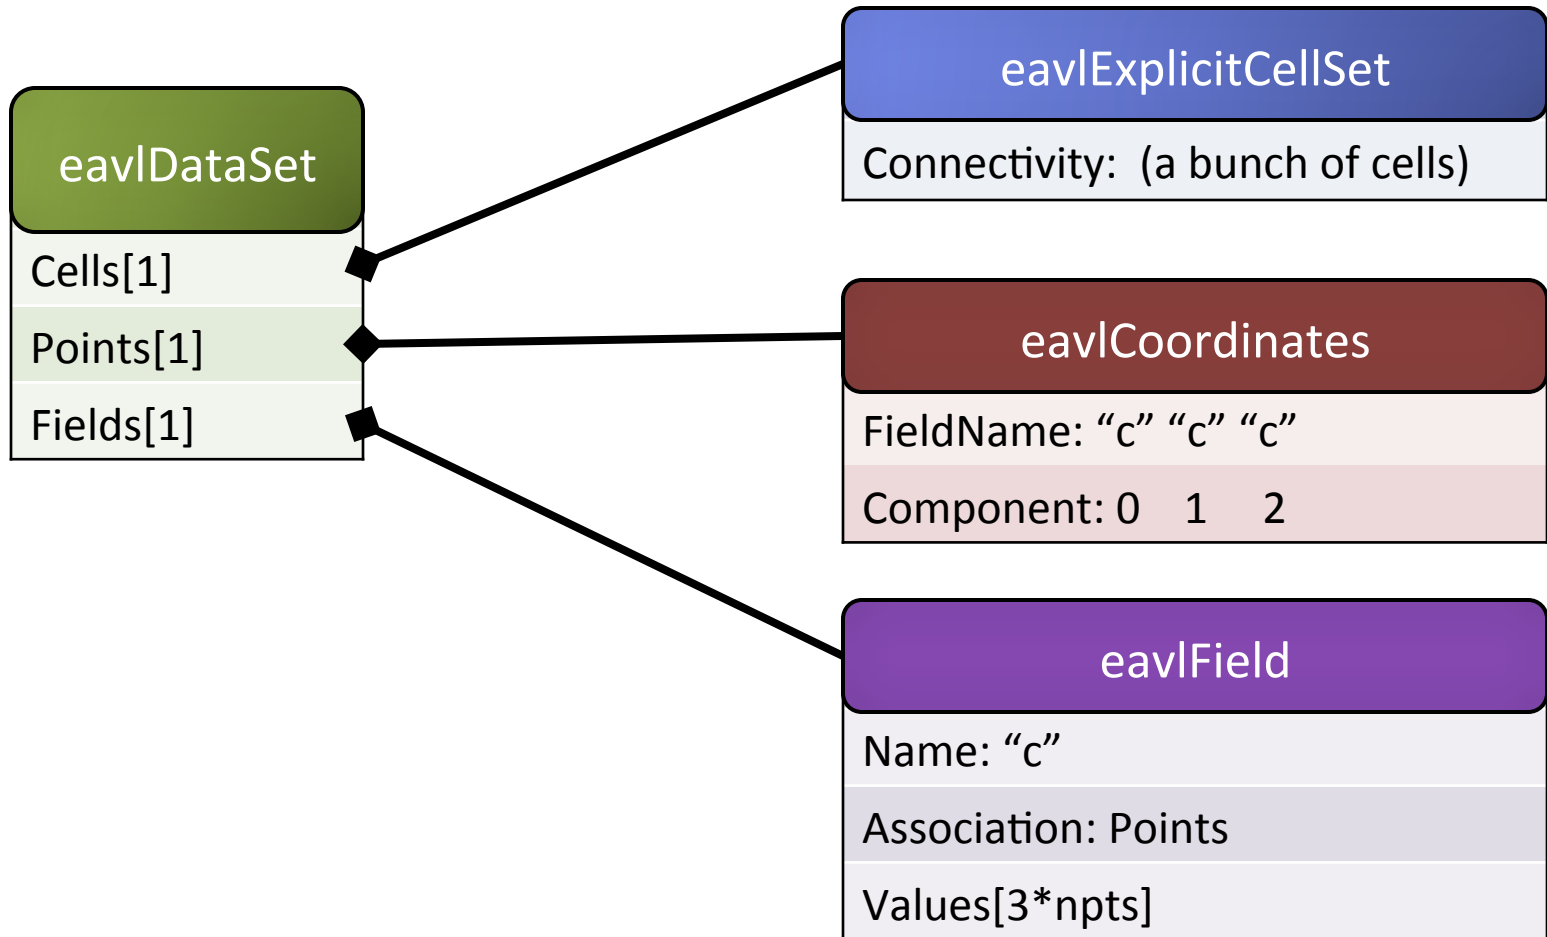 eavlDataSet
Cells[1]
Points[1]
Fields[1]
eavlExplicitCellSet
Connectivity: (a bunch of cells)
eavlCoordinates
FieldName: “c” “c” “c”
Component: 0 1 2
eavlField
Name: “c”
Association: Points
Values[3*npts]